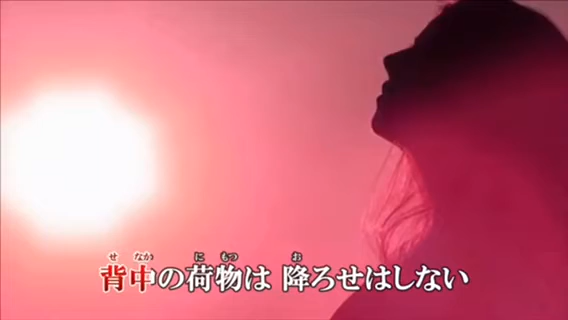 せ なか に もつ お
背中の荷物は 降ろせはしない